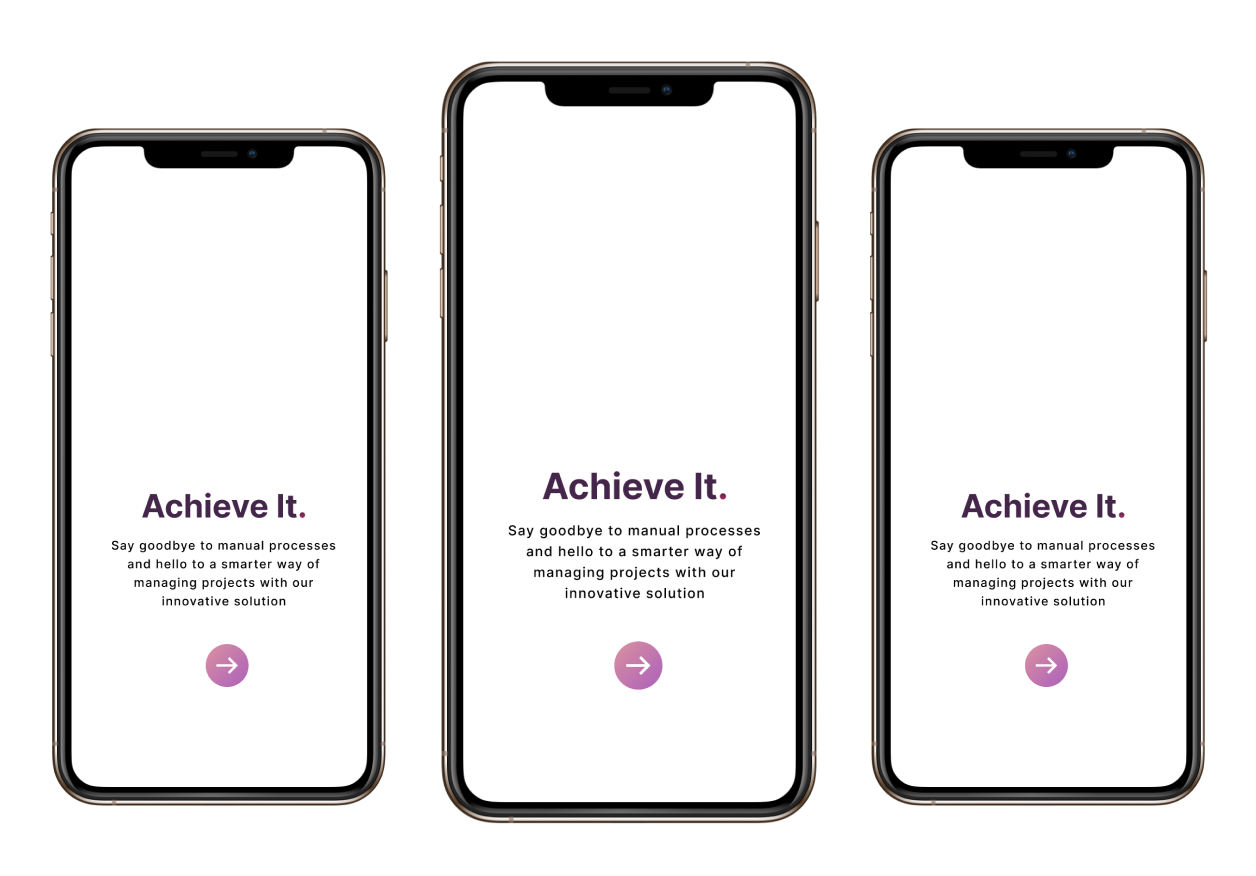 Achieve It.
Say goodbye to manual processes
and hello to a smarter way of
managing projects with our
innovative solution
Achieve It.
Say goodbye to manual processes
and hello to a smarter way of
managing projects with our
innovative solution
Achieve It.
Say goodbye to manual processes
and hello to a smarter way of
managing projects with our
innovative solution